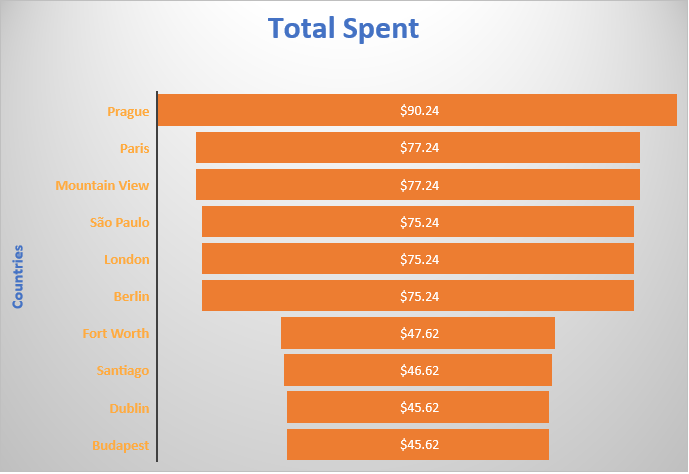 Total Spent
Countries
Prague $90.24
Paris $77.24
Mountain View $77.24
São Paulo $75.24
London $75.24
Berlin $75.24
Fort Worth $47.62
Santiago $46.62
Dublin $45.62
Budapest $45.62